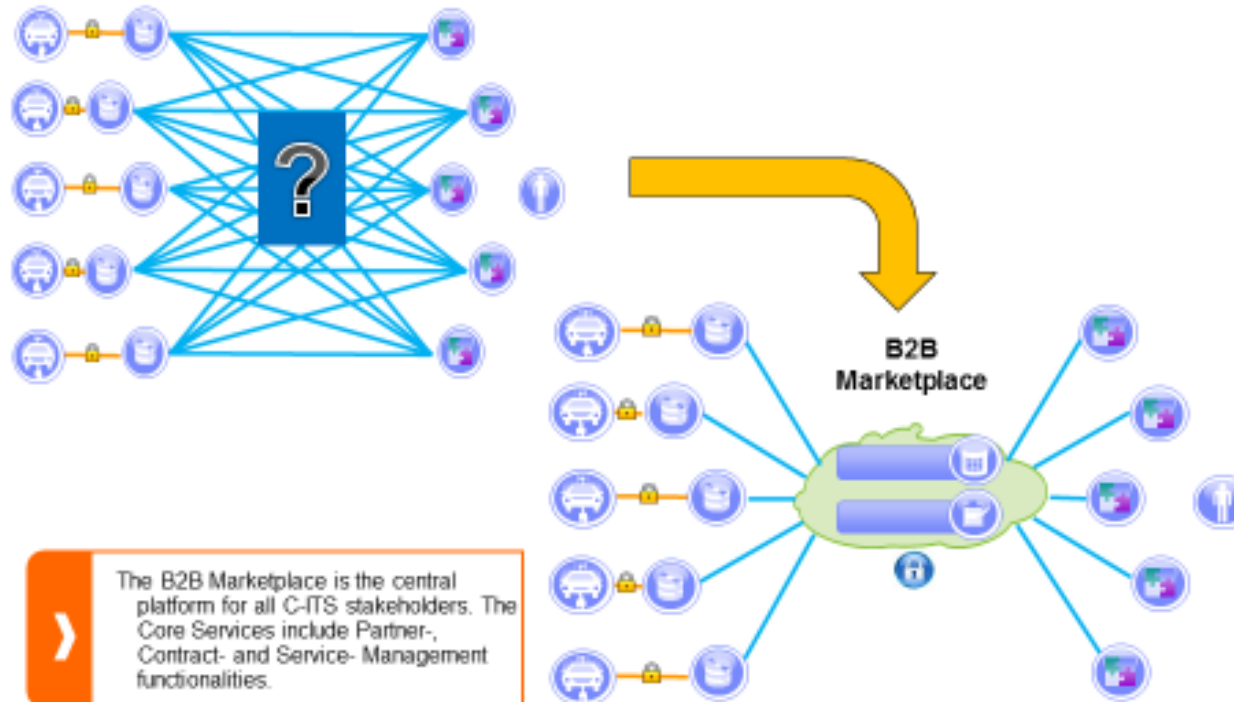 ?
B2B
Marketplace
The B2B Marketplace is the central
platform for all C-ITS stakeholders. The
Core Services include Partner-,
Contract- and Service- Management
functionalities.